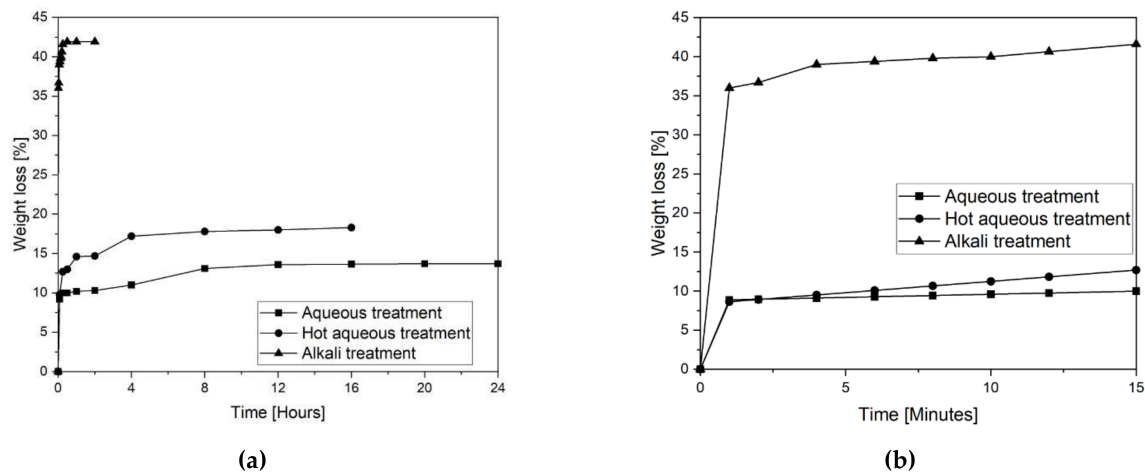 45
40
35
30
25
20
15
10
5
0
Weight loss [%]
Aqueous treatment
Hot aqueous treatment
Alkali treatment
0 4 8 12 16 20 24
Time [Hours]
(a)
45
40
35
30
25
20
15
10
5
0
Weight loss [%]
Aqueous treatment
Hot aqueous treatment
Alkali treatment
0 5 10 15
Time [Minutes]
(b)